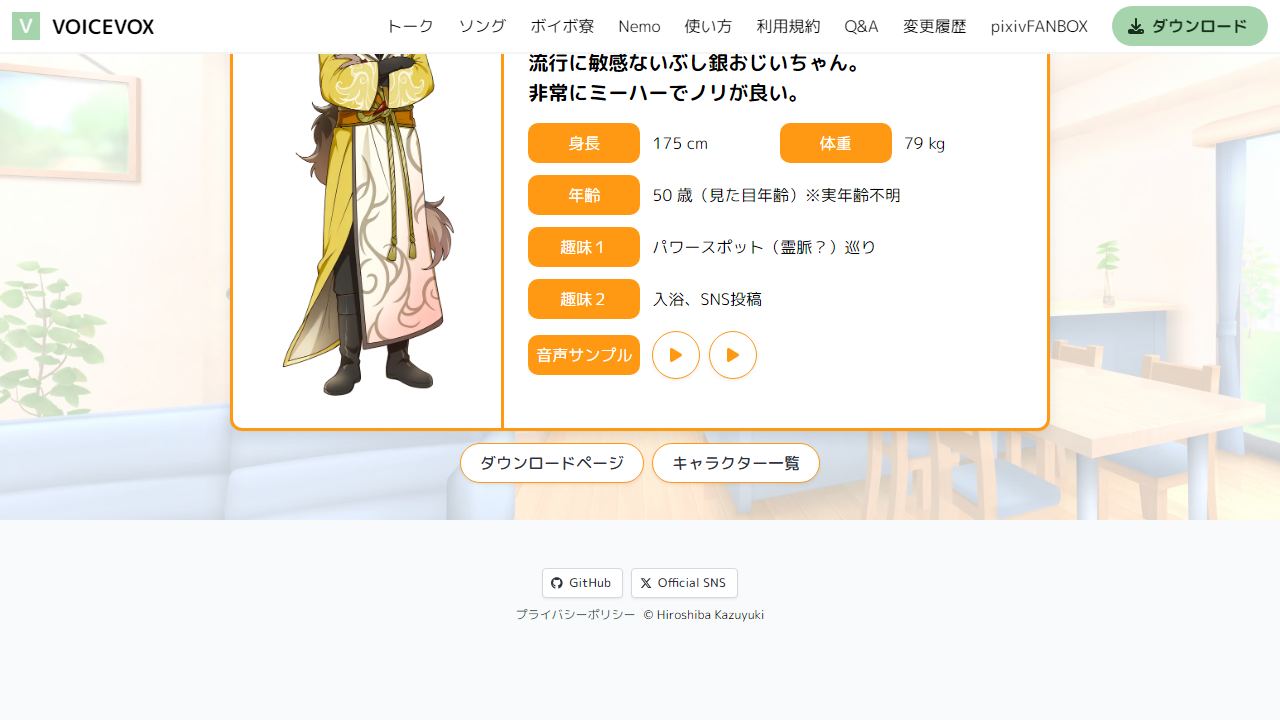 V VOICEVOX トーク ソング ボイボ寮 Nemo 使い方 利用規約 Q&A 変更履歴 pixivFANBOX ダウンロード
流行に敏感ないぶし銀おじいちゃん。
非常にミーハーでノリが良い。
身長 175 cm 体重 79 kg
年齢 50 歳（見た目年齢）※実年齢不明
趣味１ パワースポット（霊脈？）巡り
趣味２ 入浴、SNS投稿
音声サンプル
ダウンロードページ キャラクター一覧
GitHub Official SNS
プライバシーポリシー © Hiroshiba Kazuyuki